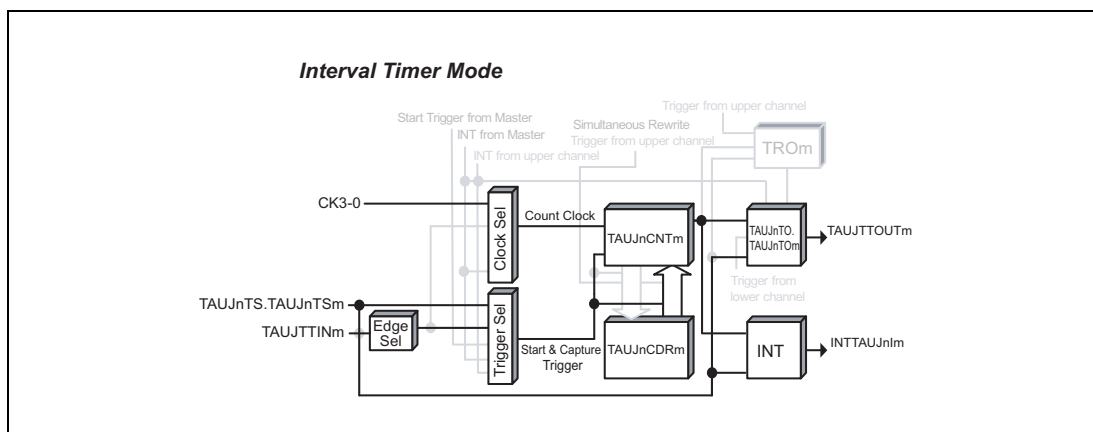 Interval Timer Mode
Trigger from upper channel
Start Trigger from Master
Simultaneous Rewrite
INT from Master
Trigger from upper channel
INT from upper channel
TROm
CK3-0
Clock Sel
Count Clock
TAUJnCNTm
TAUJnTO.
TAUJnTOm
TAUJTTOUTm
Trigger from
lower channel
TAUJnTS.TAUJnTSm
TAUJTTINm
Edge
Sel
Trigger Sel
Start & Capture
Trigger
TAUJnCDRm
INT
INTTAUJnIm